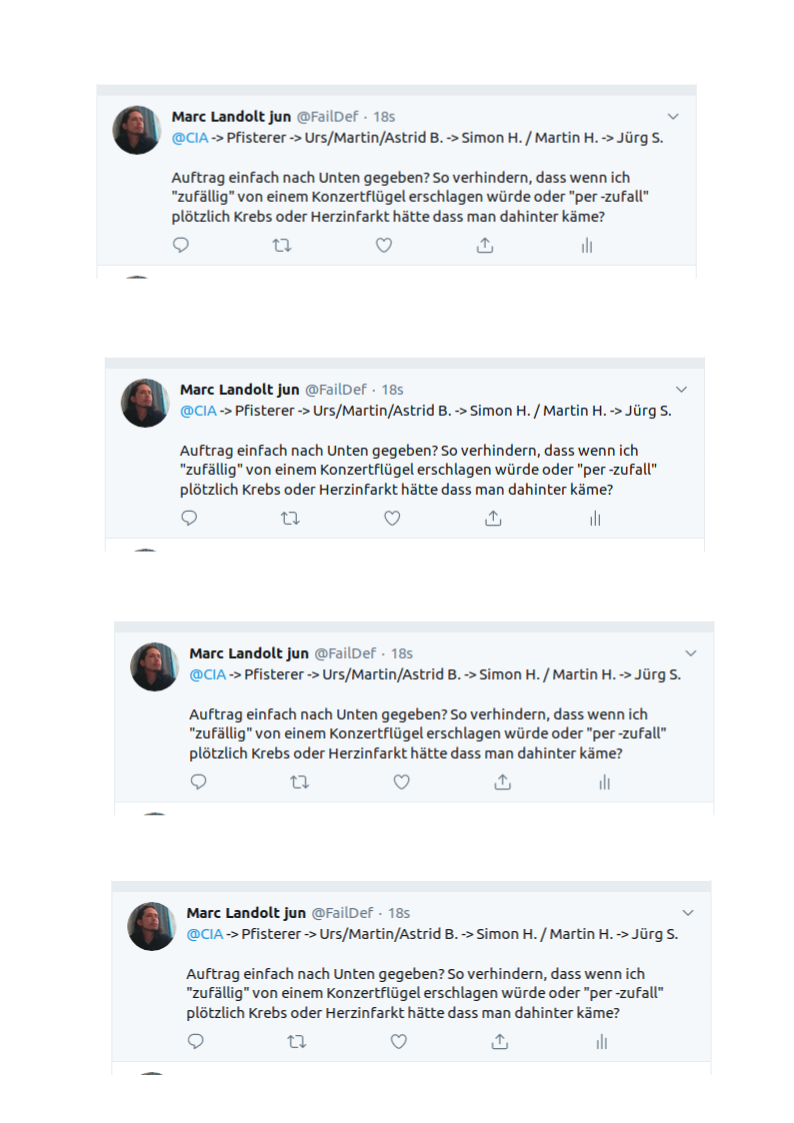 Marc Landolt jun @FailDef · 18s
@CIA -> Pfisterer -> Urs/Martin/Astrid B. -> Simon H. / Martin H. -> Jürg S.
Auftrag einfach nach Unten gegeben? So verhindern, dass wenn ich
"zufällig" von einem Konzertflügel erschlagen würde oder "per -zufall"
plötzlich Krebs oder Herzinfarkt hätte dass man dahinter käme?
Marc Landolt jun @FailDef · 18s
@CIA -> Pfisterer -> Urs/Martin/Astrid B. -> Simon H. / Martin H. -> Jürg S.
Auftrag einfach nach Unten gegeben? So verhindern, dass wenn ich
"zufällig" von einem Konzertflügel erschlagen würde oder "per -zufall"
plötzlich Krebs oder Herzinfarkt hätte dass man dahinter käme?
Marc Landolt jun @FailDef · 18s
@CIA -> Pfisterer -> Urs/Martin/Astrid B. -> Simon H. / Martin H. -> Jürg S.
Auftrag einfach nach Unten gegeben? So verhindern, dass wenn ich
"zufällig" von einem Konzertflügel erschlagen würde oder "per -zufall"
plötzlich Krebs oder Herzinfarkt hätte dass man dahinter käme?
Marc Landolt jun @FailDef · 18s
@CIA -> Pfisterer -> Urs/Martin/Astrid B. -> Simon H. / Martin H. -> Jürg S.
Auftrag einfach nach Unten gegeben? So verhindern, dass wenn ich
"zufällig" von einem Konzertflügel erschlagen würde oder "per -zufall"
plötzlich Krebs oder Herzinfarkt hätte dass man dahinter käme?